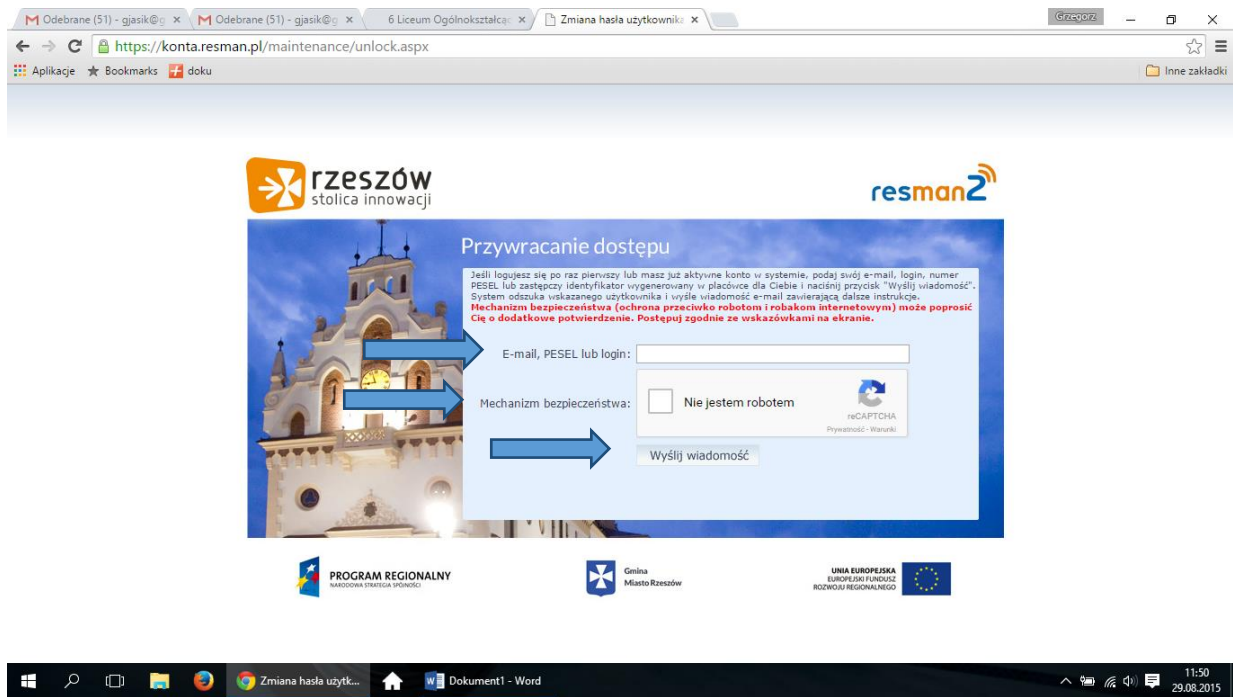 Odebrane (51) - gjasik@g
Odebrane (51) - gjasik@g
6 Liceum Ogólnokształcąc
Zmiana hasła użytkownika
Grzegorz
https://konta.resman.pl/maintenance/unlock.aspx
Aplikacje
Bookmarks
doku
Inne zakładki
rzeszów
stolica innowacji
resman2
Przywracanie dostępu
Jeśli logujesz się po raz pierwszy lub masz już aktywne konto w systemie, podaj swój e-mail, login, numer
PESEL lub zastępczy identyfikator wygenerowany w placówce dla Ciebie i naciśnij przycisk "Wyślij wiadomość".
System odszuka wskazanego użytkownika i wyśle wiadomość e-mail zawierającą dalsze instrukcje.
Mechanizm bezpieczeństwa (ochrona przeciwko robotom i robakom internetowym) może poprosić
Cię o dodatkowe potwierdzenie. Postępuj zgodnie ze wskazówkami na ekranie.
E-mail, PESEL lub login:
Mechanizm bezpieczeństwa:
Nie jestem robotem
reCAPTCHA
Prywatność - Warunki
Wyślij wiadomość
PROGRAM REGIONALNY
NARODOWA STRATEGIA SPÓJNOŚCI
Gmina
Miasto Rzeszów
UNIA EUROPEJSKA
EUROPEJSKI FUNDUSZ
ROZWOJU REGIONALNEGO
Zmiana hasła użytk...
Dokument1 - Word
11:50
29.08.2015